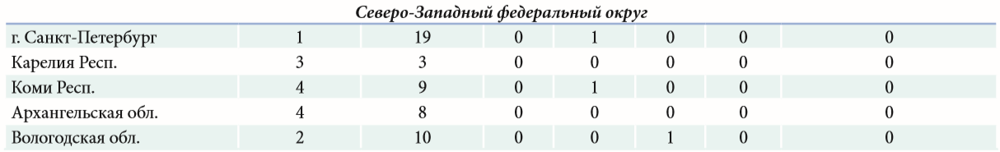 Северо-Западный федеральный округ
г. Санкт-Петербург 1 19 0 1 0 0 0
Карелия Респ. 3 3 0 0 0 0 0
Коми Респ. 4 9 0 1 0 0 0
Архангельская обл. 4 8 0 0 0 0 0
Вологодская обл. 2 10 0 0 1 0 0